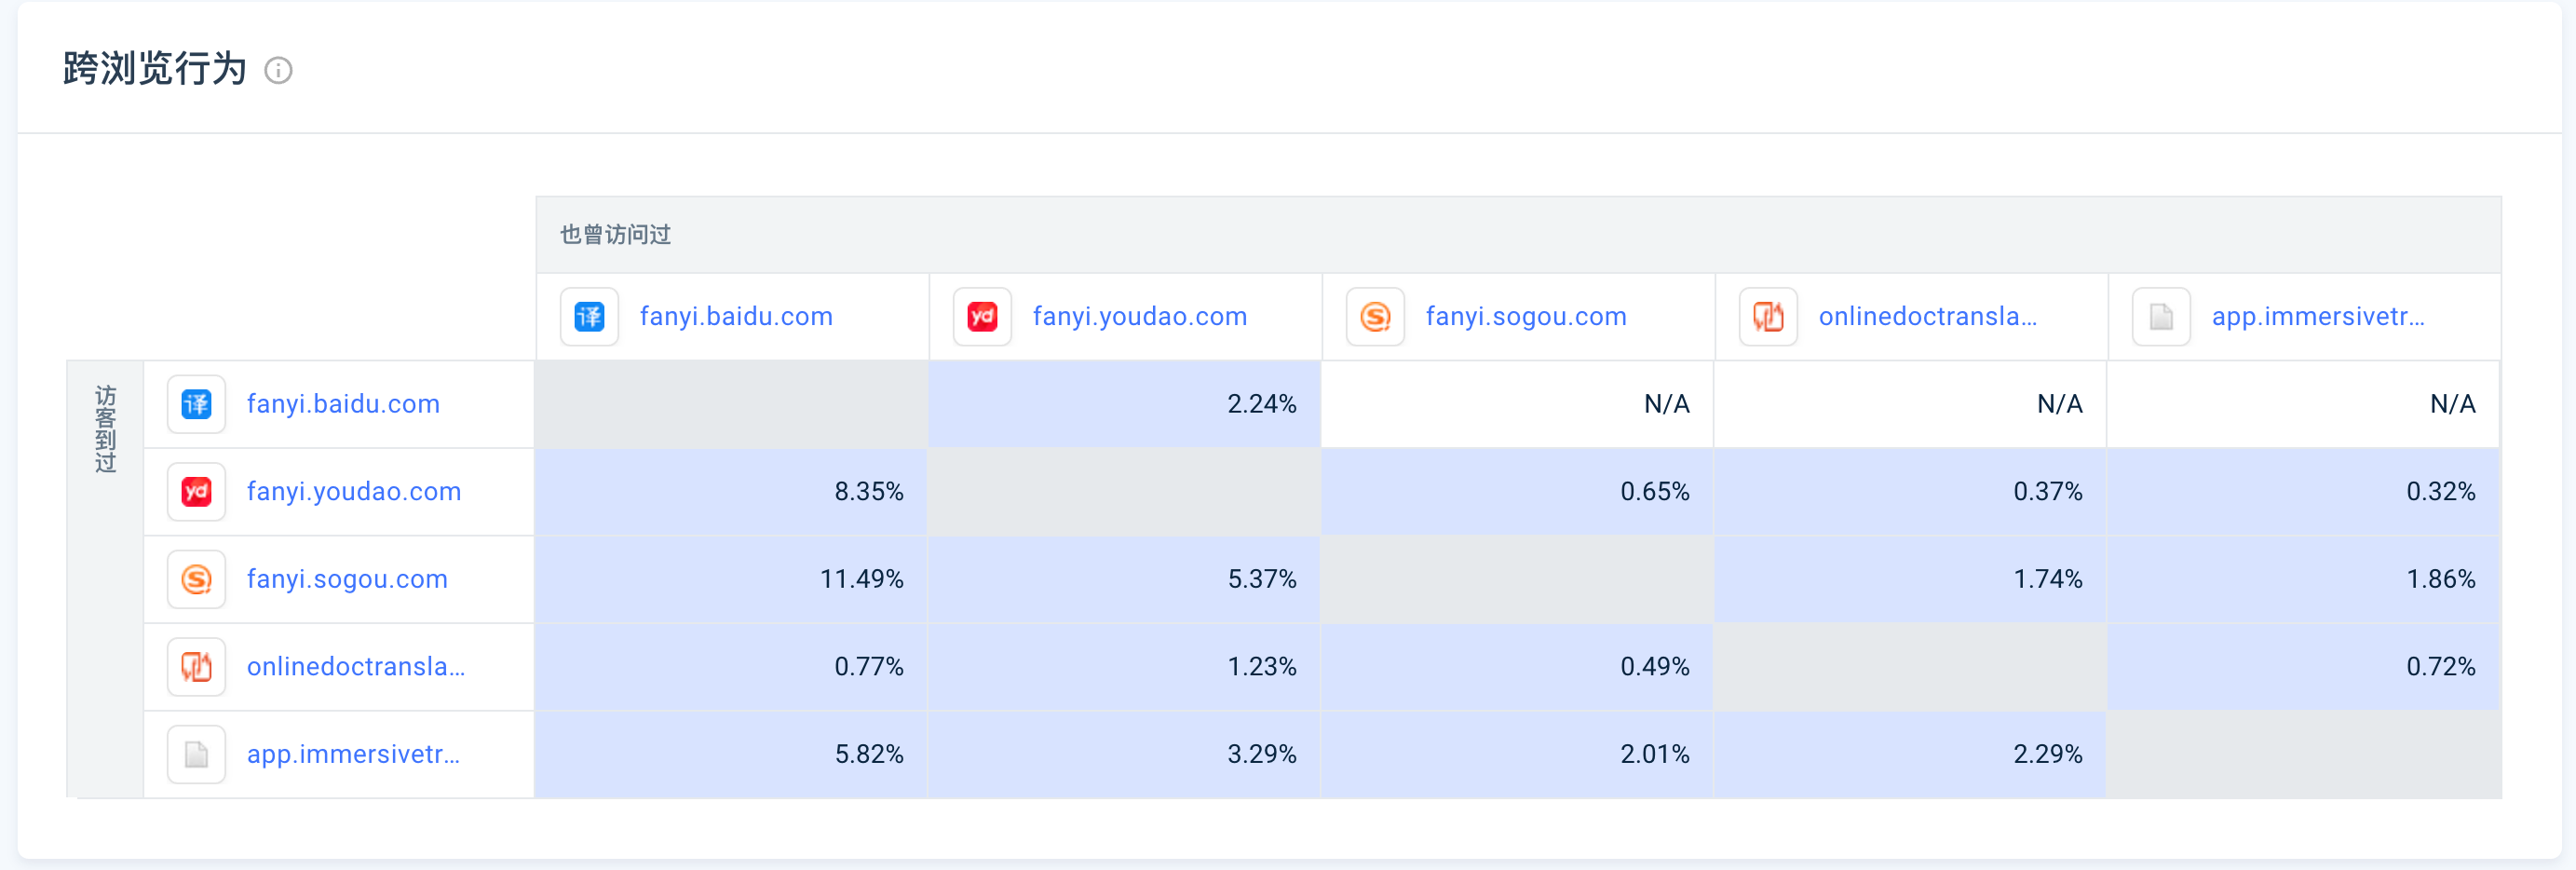 跨浏览行为
也曾访问过
fanyi.baidu.com fanyi.youdao.com fanyi.sogou.com onlinedoctransla... app.immersivetr...
访客到过
fanyi.baidu.com 2.24% N/A N/A N/A
fanyi.youdao.com 8.35% 0.65% 0.37% 0.32%
fanyi.sogou.com 11.49% 5.37% 1.74% 1.86%
onlinedoctransla... 0.77% 1.23% 0.49% 0.72%
app.immersivetr... 5.82% 3.29% 2.01% 2.29%